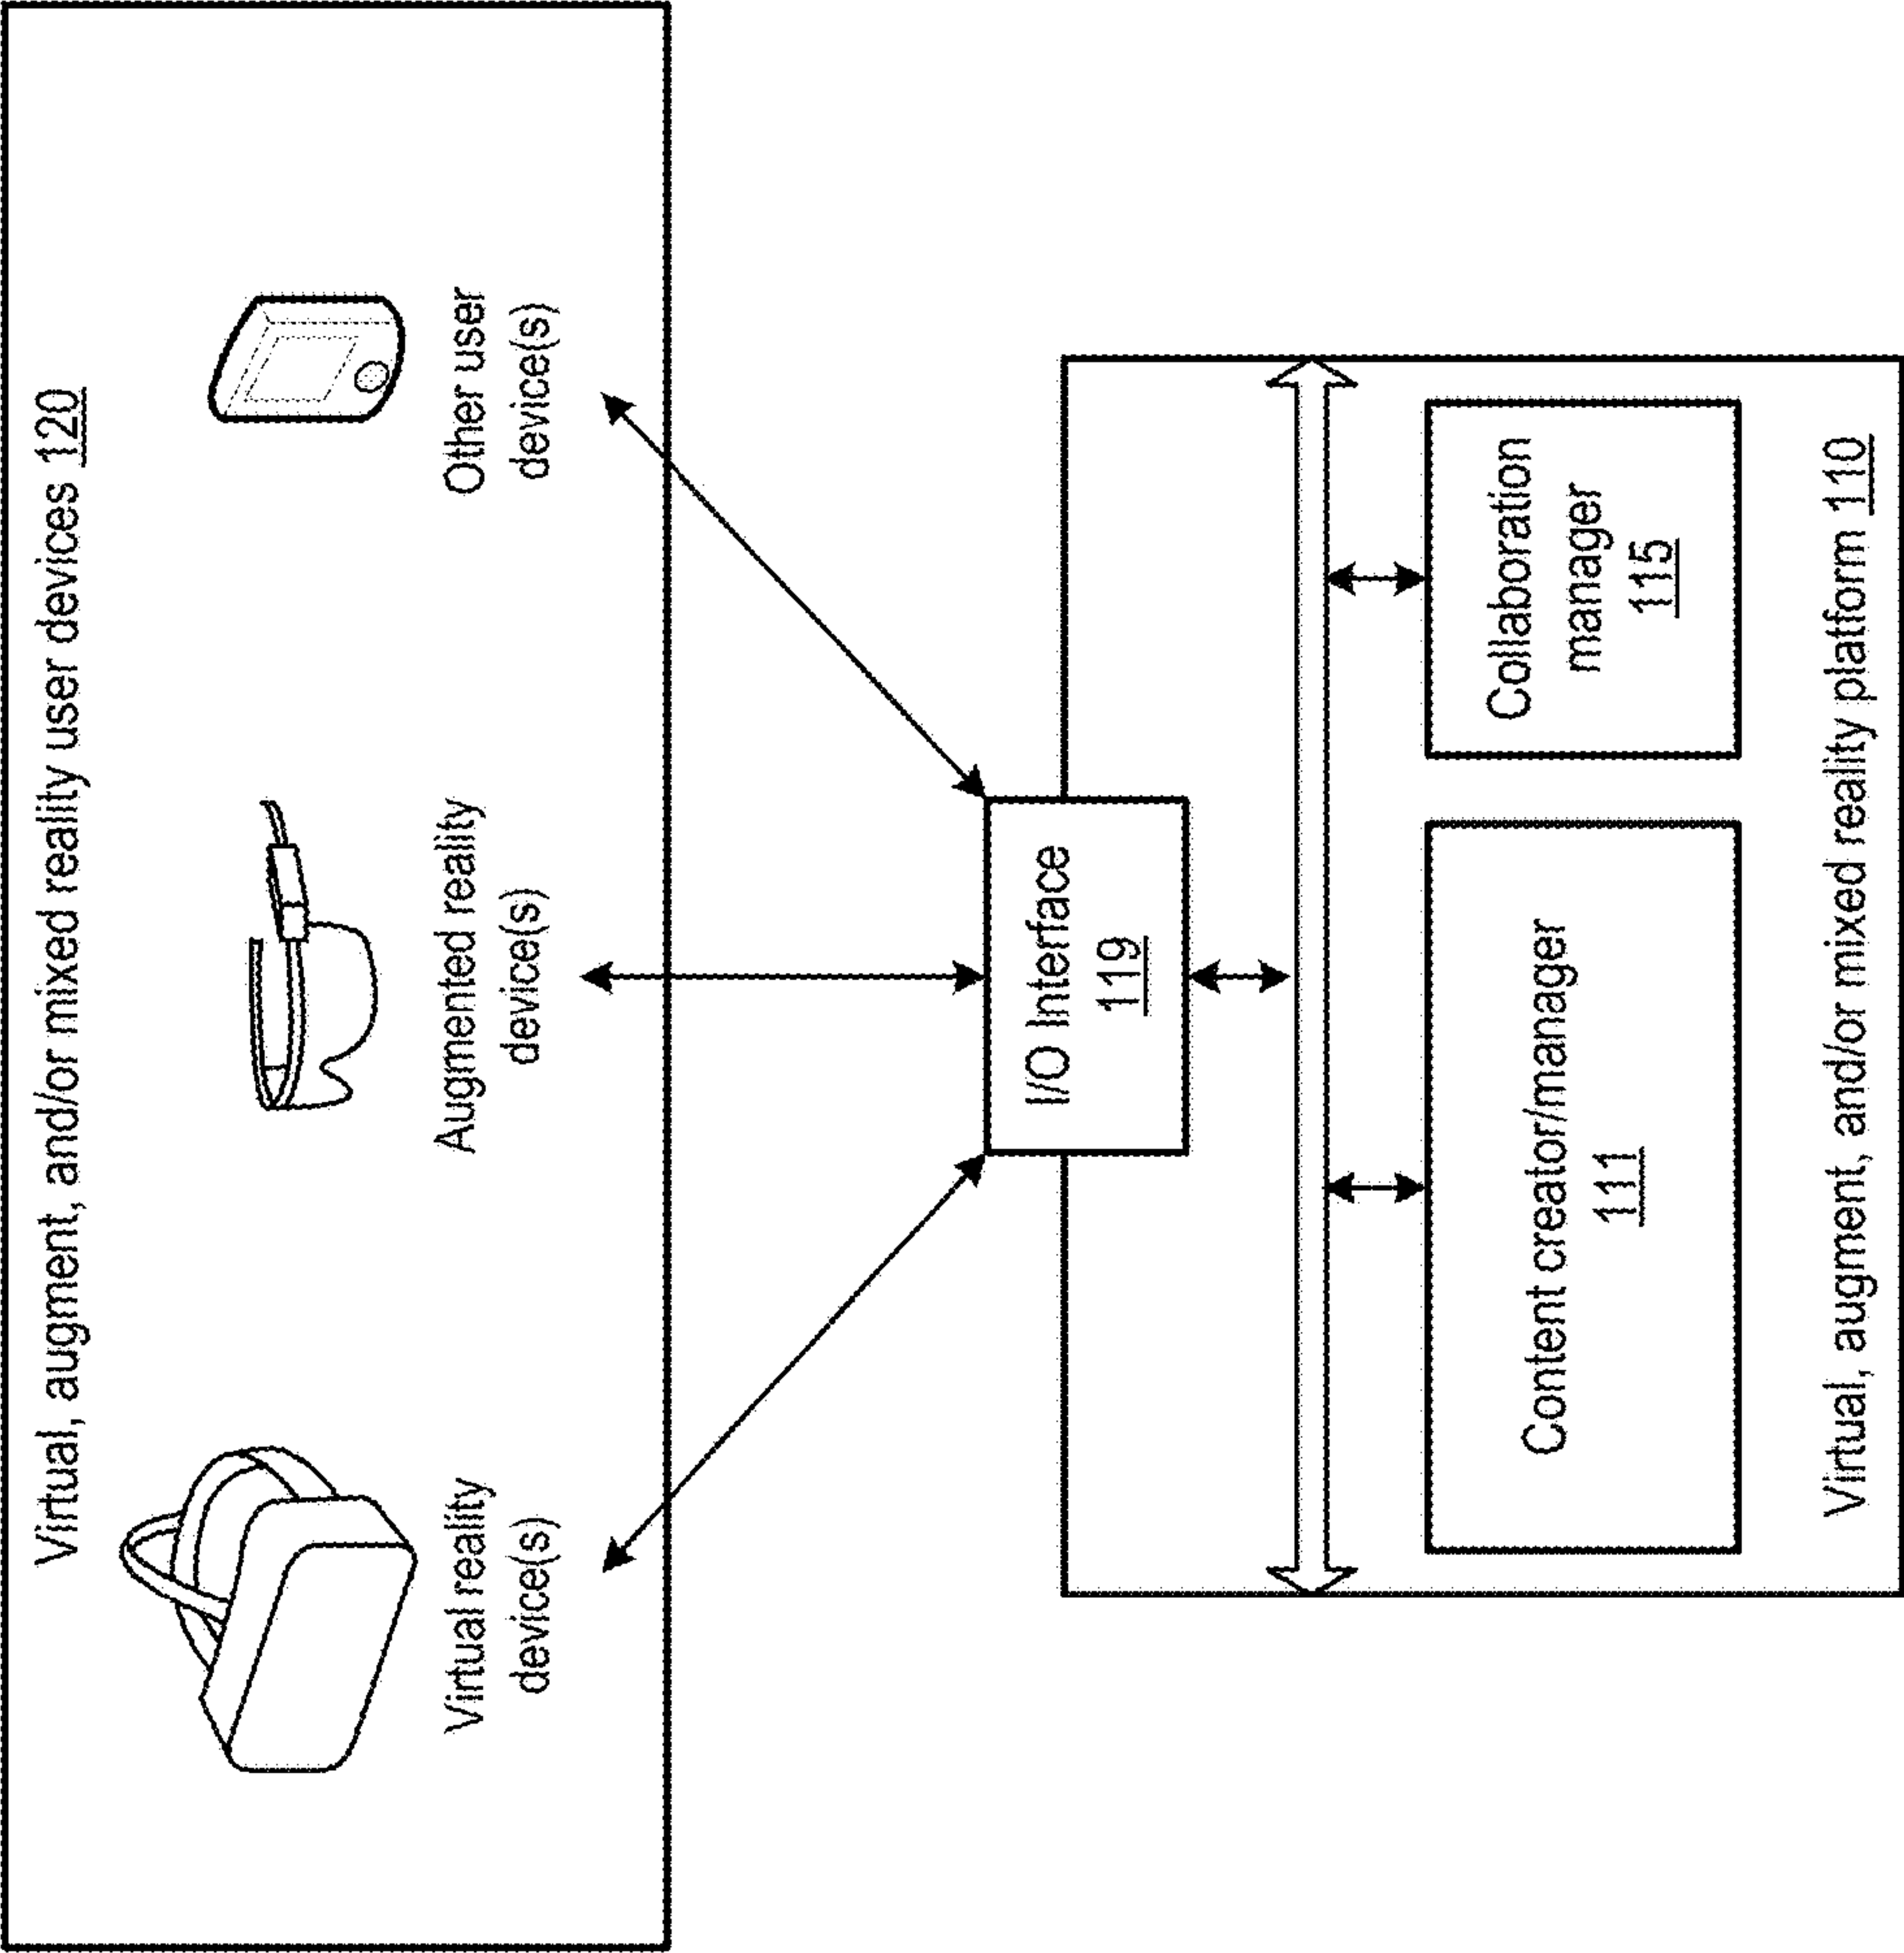 Virtual, augment, and/or mixed reality user devices 120
Virtual reality
device(s)
Augmented reality
device(s)
Other user
device(s)
I/O Interface
119
Content creator/manager
111
Collaboration
manager
115
Virtual, augment, and/or mixed reality platform 110